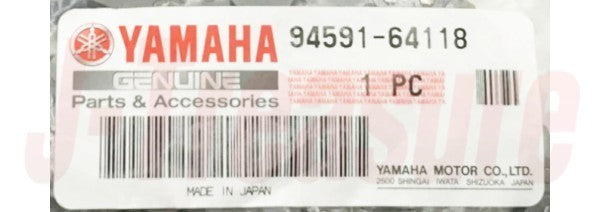 YAMAHA 94591-64118
GENUINE
Parts & Accessories
1 PC
MADE IN JAPAN
YAMAHA MOTOR CO.,LTD.
2500 SHINGAI IWATA SHIZUOKA JAPAN